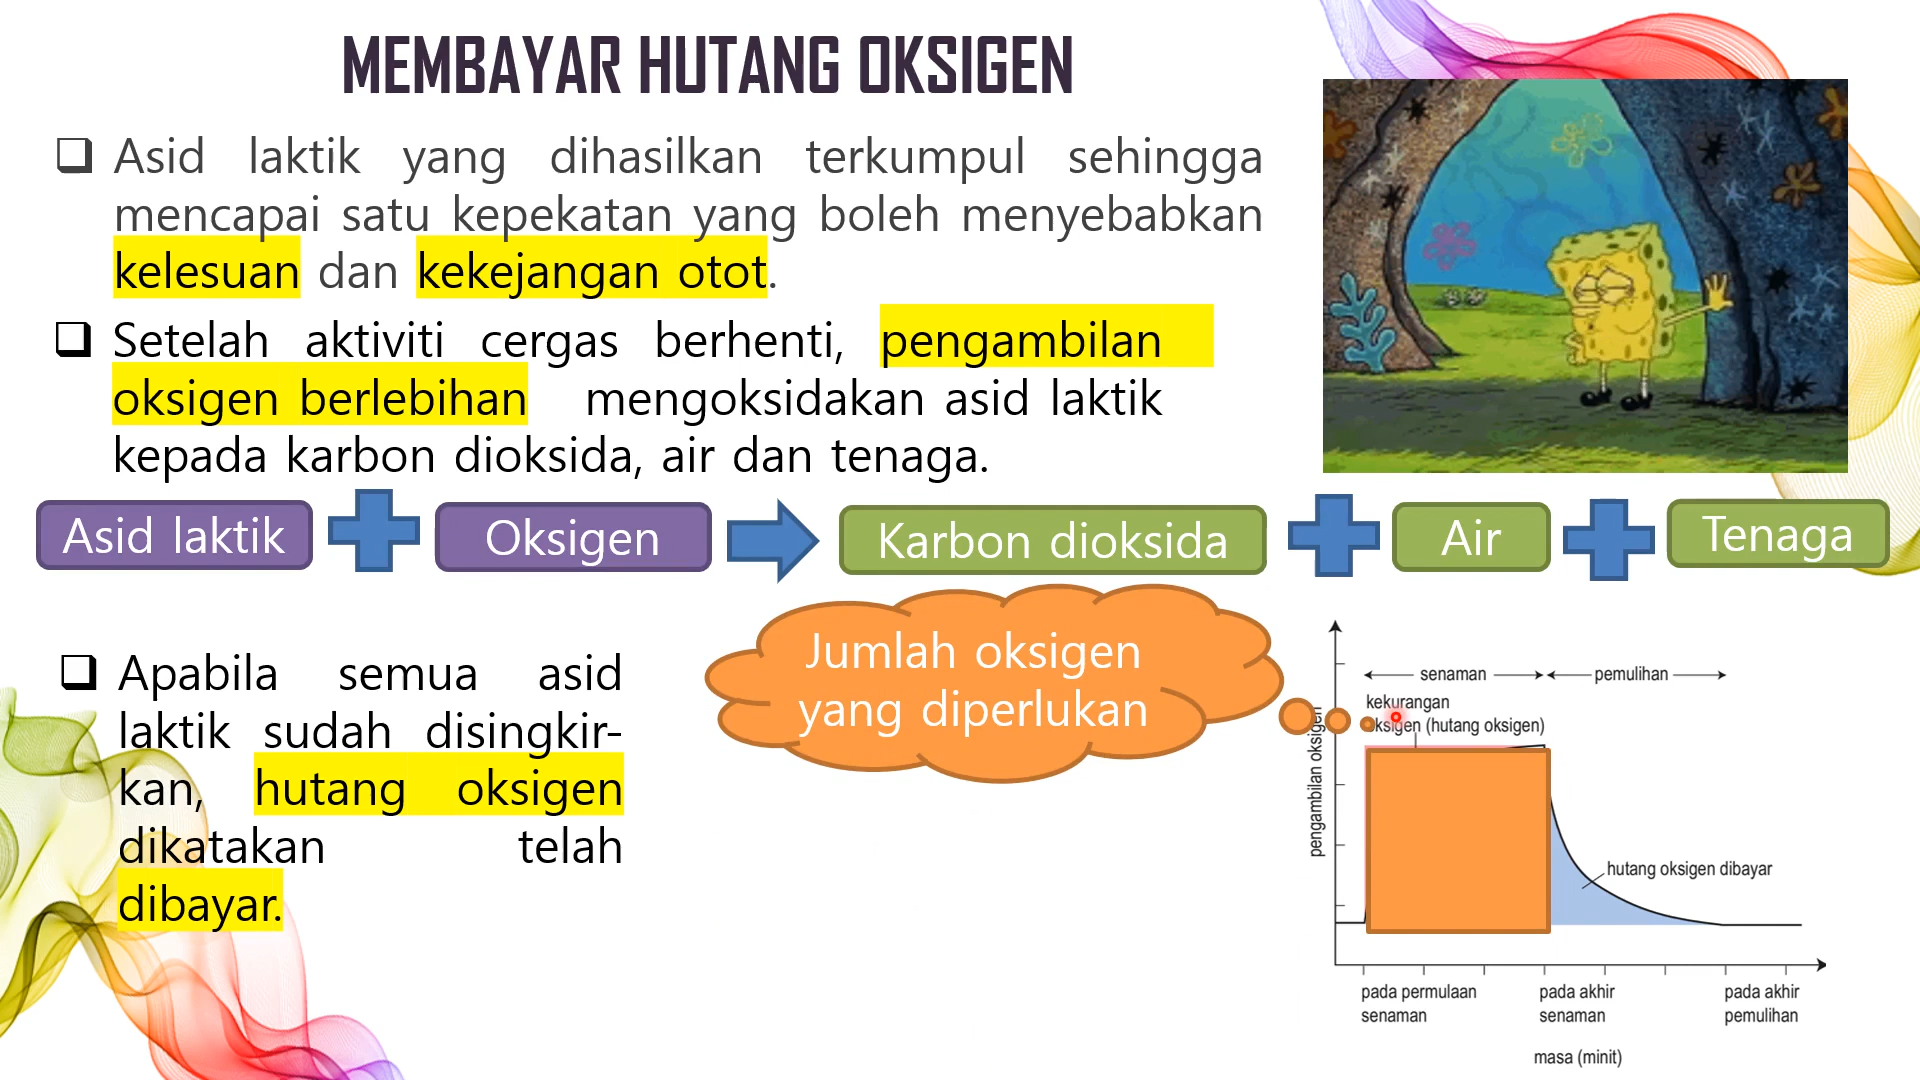 MEMBAYAR HUTANG OKSIGEN
Asid laktik yang dihasilkan terkumpul sehingga
mencapai satu kepekatan yang boleh menyebabkan
kelesuan dan kekejangan otot.
Setelah aktiviti cergas berhenti, pengambilan
oksigen berlebihan mengoksidakan asid laktik
kepada karbon dioksida, air dan tenaga.
Asid laktik
Oksigen
Karbon dioksida
Air
Tenaga
Apabila semua asid
laktik sudah disingkir-
kan, hutang oksigen
dikatakan telah
dibayar.
Jumlah oksigen
yang diperlukan
senaman
pemulihan
kekurangan
oksigen (hutang oksigen)
pengambilan oksigen
hutang oksigen dibayar
pada permulaan
senaman
pada akhir
senaman
pada akhir
pemulihan
masa (minit)